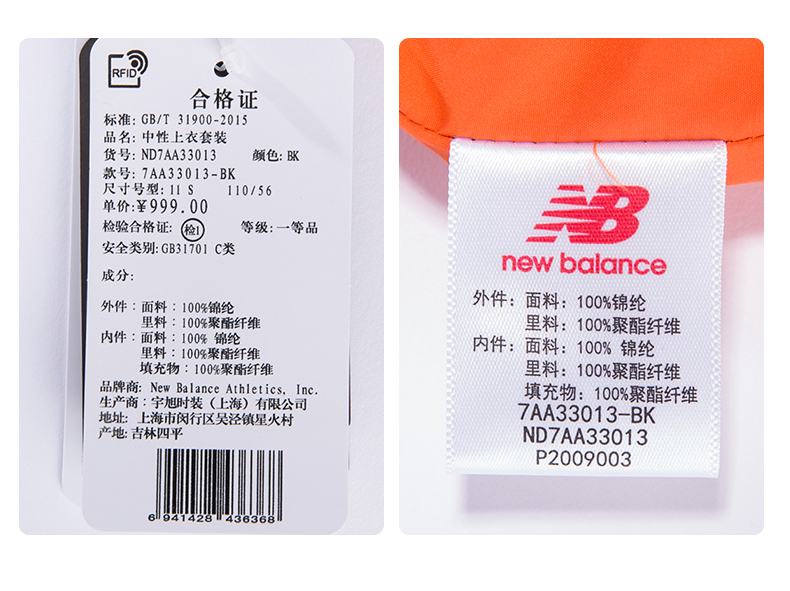 RFID
合格证
标准: GB/T 31900-2015
品名: 中性上衣套装
货号: ND7AA33013 颜色: BK
款号: 7AA33013-BK
尺寸号型: 11 S 110/56
单价:¥999.00
检验合格证: 检1 等级: 一等品
安全类别: GB31701 C类
成分:
外件: 面料: 100%锦纶
里料: 100%聚酯纤维
内件: 面料: 100% 锦纶
里料: 100%聚酯纤维
填充物: 100%聚酯纤维
品牌商: New Balance Athletics, Inc.
生产商: 宇旭时装（上海）有限公司
地址: 上海市闵行区吴泾镇星火村
产地: 吉林四平
6 941428 436368
NB
new balance
外件: 面料: 100%锦纶
里料: 100%聚酯纤维
内件: 面料: 100% 锦纶
里料: 100%聚酯纤维
填充物: 100%聚酯纤维
7AA33013-BK
ND7AA33013
P2009003